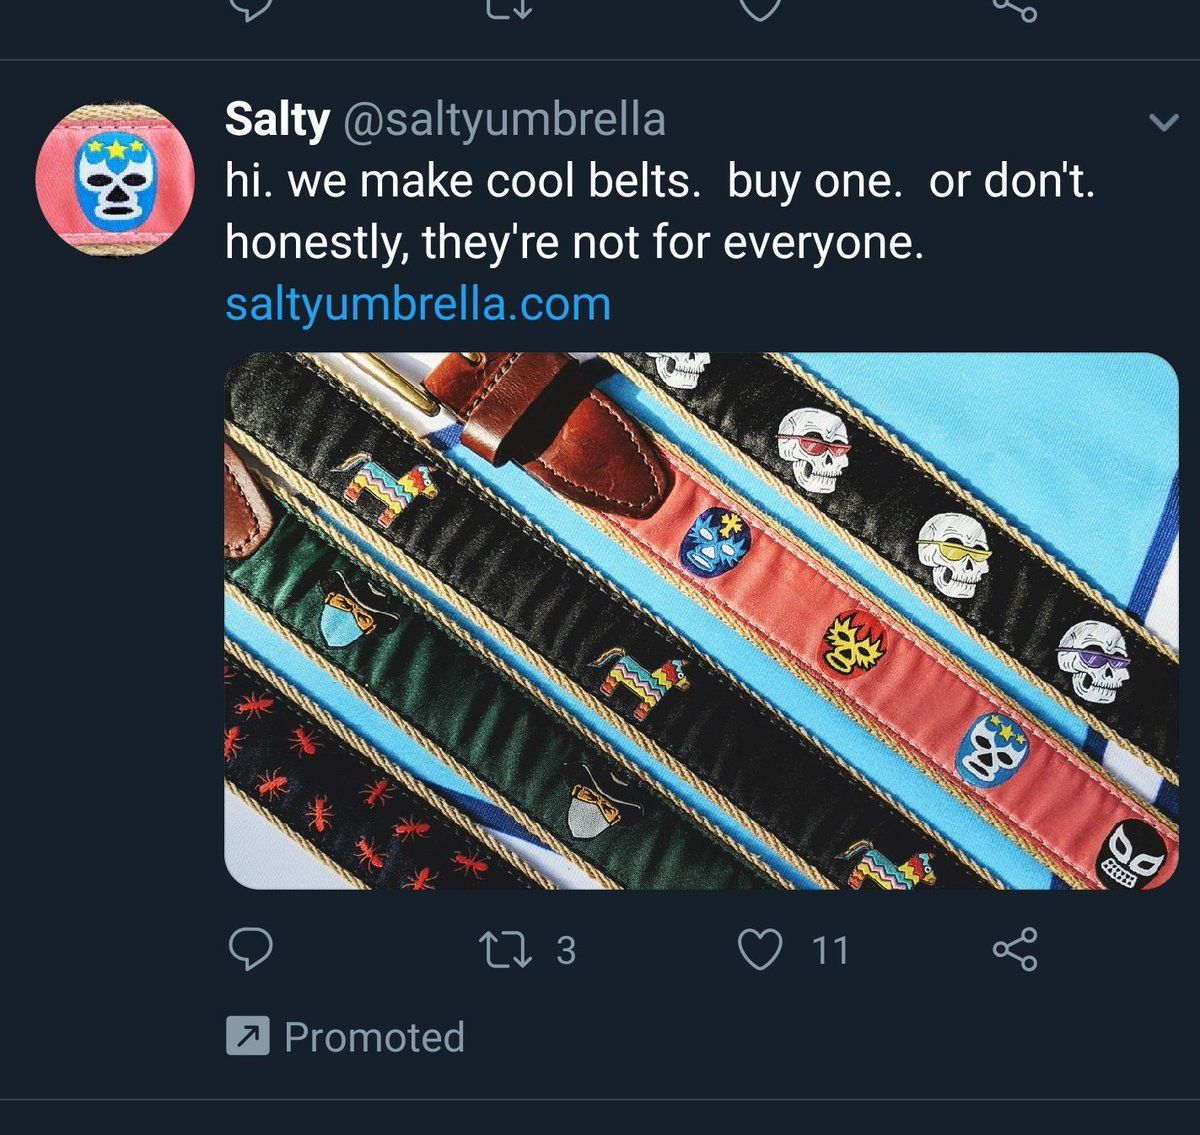 Salty @saltyumbrella
hi. we make cool belts.  buy one.  or don't.
honestly, they're not for everyone.
saltyumbrella.com
3 11
Promoted